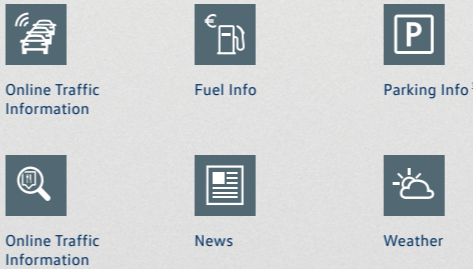 €
P
Online Traffic
Information
Fuel Info
Parking Info
Online Traffic
Information
News
Weather